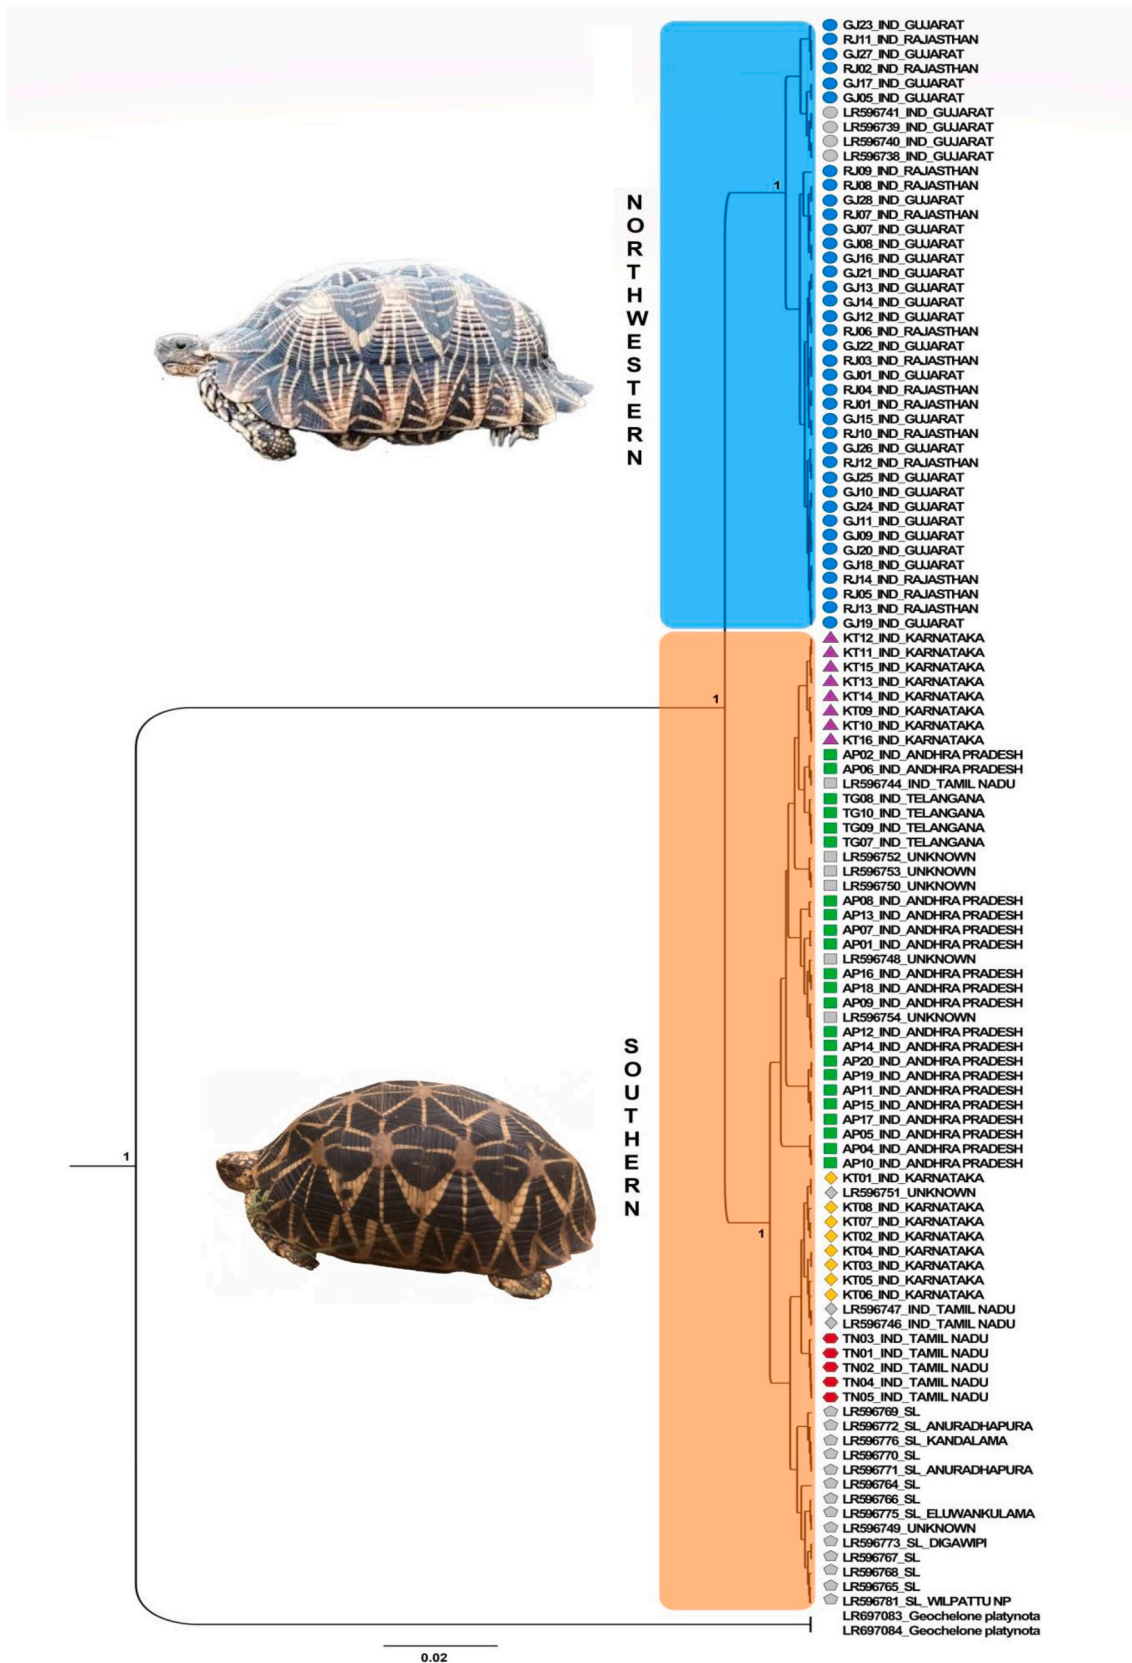 GJ23_IND_GUJARAT
RJ11_IND_RAJASTHAN
GJ27_IND_GUJARAT
RJ02_IND_RAJASTHAN
GJ17_IND_GUJARAT
GJ05_IND_GUJARAT
LR596741_IND_GUJARAT
LR596739_IND_GUJARAT
LR596740_IND_GUJARAT
LR596738_IND_GUJARAT
RJ09_IND_RAJASTHAN
RJ08_IND_RAJASTHAN
GJ28_IND_GUJARAT
RJ07_IND_RAJASTHAN
GJ07_IND_GUJARAT
GJ08_IND_GUJARAT
GJ16_IND_GUJARAT
GJ21_IND_GUJARAT
GJ13_IND_GUJARAT
GJ14_IND_GUJARAT
GJ12_IND_GUJARAT
RJ06_IND_RAJASTHAN
GJ22_IND_GUJARAT
RJ03_IND_RAJASTHAN
GJ01_IND_GUJARAT
RJ04_IND_RAJASTHAN
RJ01_IND_RAJASTHAN
GJ15_IND_GUJARAT
RJ10_IND_RAJASTHAN
GJ26_IND_GUJARAT
RJ12_IND_RAJASTHAN
GJ25_IND_GUJARAT
GJ10_IND_GUJARAT
GJ24_IND_GUJARAT
GJ11_IND_GUJARAT
GJ09_IND_GUJARAT
GJ20_IND_GUJARAT
GJ18_IND_GUJARAT
RJ14_IND_RAJASTHAN
RJ05_IND_RAJASTHAN
RJ13_IND_RAJASTHAN
GJ19_IND_GUJARAT
NORTHWESTERN
1
KT12_IND_KARNATAKA
KT11_IND_KARNATAKA
KT15_IND_KARNATAKA
KT13_IND_KARNATAKA
KT14_IND_KARNATAKA
KT09_IND_KARNATAKA
KT10_IND_KARNATAKA
KT16_IND_KARNATAKA
AP02_IND_ANDHRA PRADESH
AP06_IND_ANDHRA PRADESH
LR596744_IND_TAMIL NADU
TG08_IND_TELANGANA
TG10_IND_TELANGANA
TG09_IND_TELANGANA
TG07_IND_TELANGANA
LR596752_UNKNOWN
LR596753_UNKNOWN
LR596750_UNKNOWN
AP08_IND_ANDHRA PRADESH
AP13_IND_ANDHRA PRADESH
AP07_IND_ANDHRA PRADESH
AP01_IND_ANDHRA PRADESH
LR596748_UNKNOWN
AP16_IND_ANDHRA PRADESH
AP18_IND_ANDHRA PRADESH
AP09_IND_ANDHRA PRADESH
LR596754_UNKNOWN
AP12_IND_ANDHRA PRADESH
AP14_IND_ANDHRA PRADESH
AP20_IND_ANDHRA PRADESH
AP19_IND_ANDHRA PRADESH
AP11_IND_ANDHRA PRADESH
AP15_IND_ANDHRA PRADESH
AP17_IND_ANDHRA PRADESH
AP05_IND_ANDHRA PRADESH
AP04_IND_ANDHRA PRADESH
AP10_IND_ANDHRA PRADESH
KT01_IND_KARNATAKA
LR596751_UNKNOWN
KT08_IND_KARNATAKA
KT07_IND_KARNATAKA
KT02_IND_KARNATAKA
KT04_IND_KARNATAKA
KT03_IND_KARNATAKA
KT05_IND_KARNATAKA
KT06_IND_KARNATAKA
LR596747_IND_TAMIL NADU
LR596746_IND_TAMIL NADU
TN03_IND_TAMIL NADU
TN01_IND_TAMIL NADU
TN02_IND_TAMIL NADU
TN04_IND_TAMIL NADU
TN05_IND_TAMIL NADU
LR596769_SL
LR596772_SL_ANURADHAPURA
LR596776_SL_KANDALAMA
LR596770_SL
LR596771_SL_ANURADHAPURA
LR596764_SL
LR596766_SL
LR596775_SL_ELUWANKULAMA
LR596749_UNKNOWN
LR596773_SL_DIGAWIPI
LR596767_SL
LR596768_SL
LR596765_SL
LR596781_SL_WILPATTU NP
SOUTHERN
1
1
1
LR697083_Geochelone platynota
LR697084_Geochelone platynota
0.02